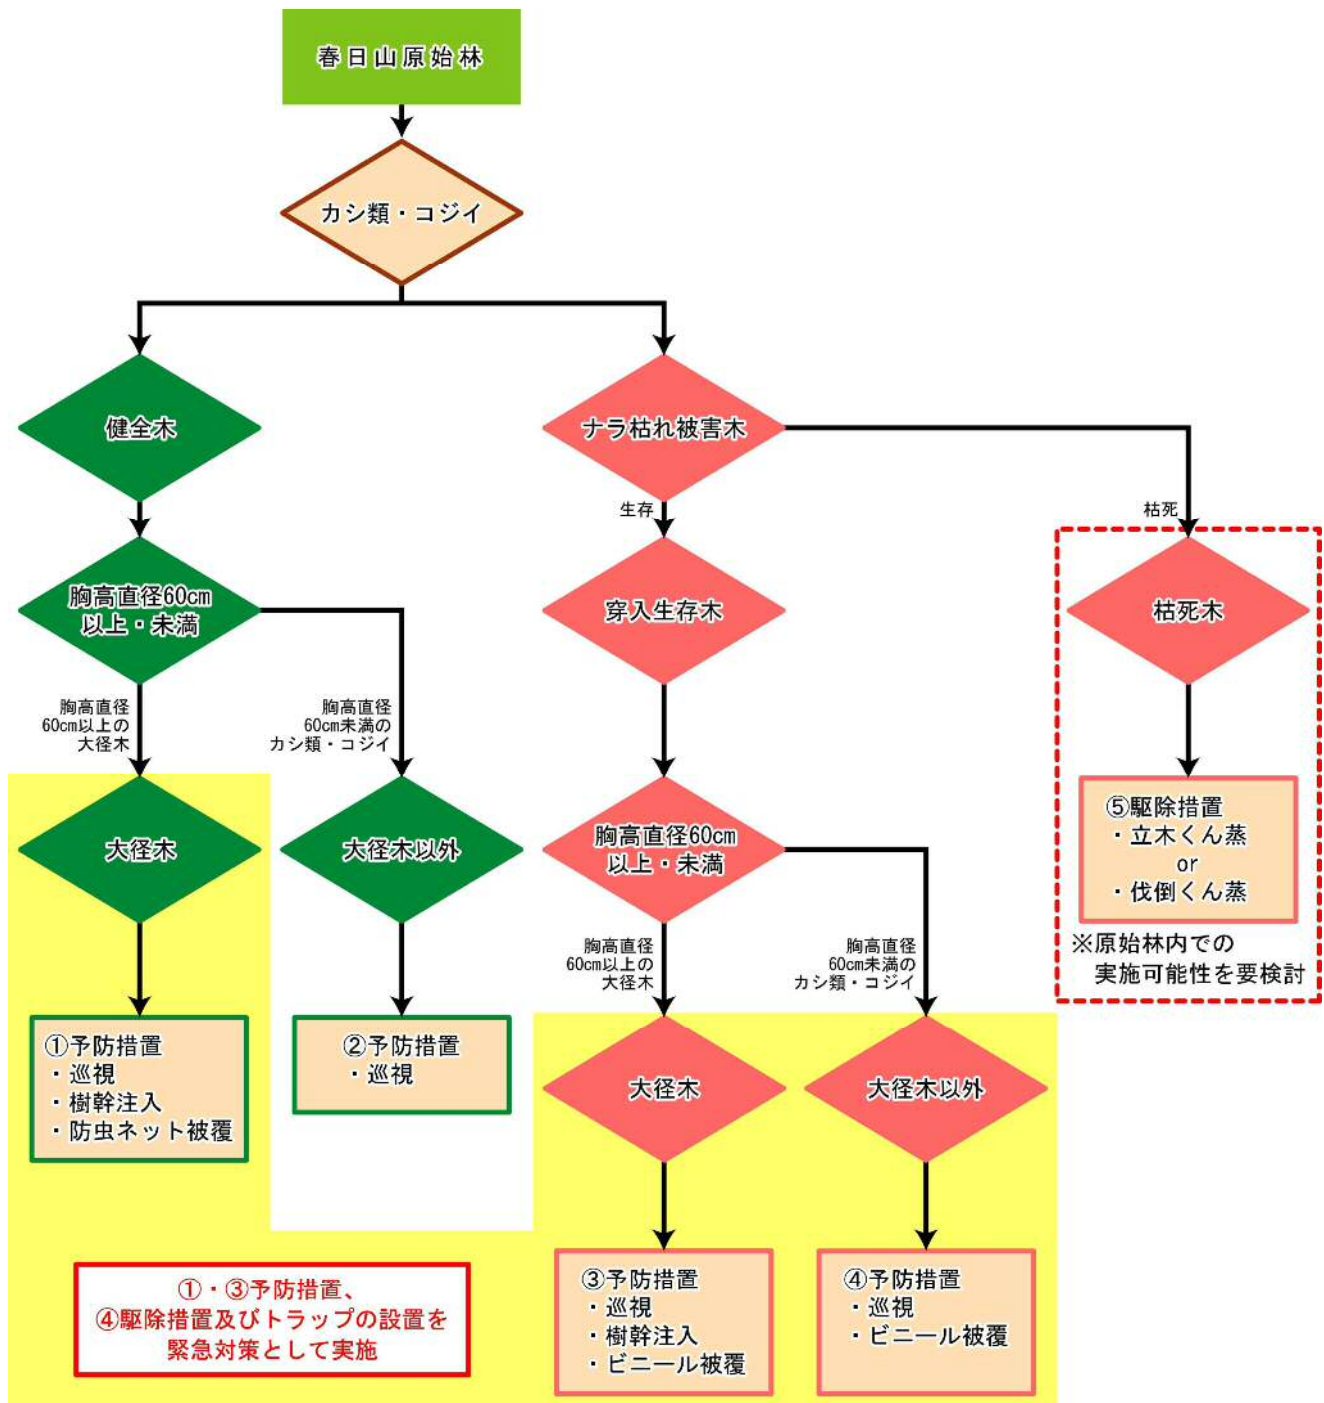 春日山原始林
カシ類・コジイ
健全木
ナラ枯れ被害木
生存
枯死
胸高直径60cm
以上・未満
穿入生存木
枯死木
胸高直径
60cm以上の
大径木
胸高直径
60cm未満の
カシ類・コジイ
大径木
大径木以外
胸高直径60cm
以上・未満
⑤駆除措置
・立木くん蒸
or
・伐倒くん蒸
※原始林内での
実施可能性を要検討
胸高直径
60cm以上の
大径木
胸高直径
60cm未満の
カシ類・コジイ
①予防措置
・巡視
・樹幹注入
・防虫ネット被覆
②予防措置
・巡視
大径木
大径木以外
①・③予防措置、
④駆除措置及びトラップの設置を
緊急対策として実施
③予防措置
・巡視
・樹幹注入
・ビニール被覆
④予防措置
・巡視
・ビニール被覆